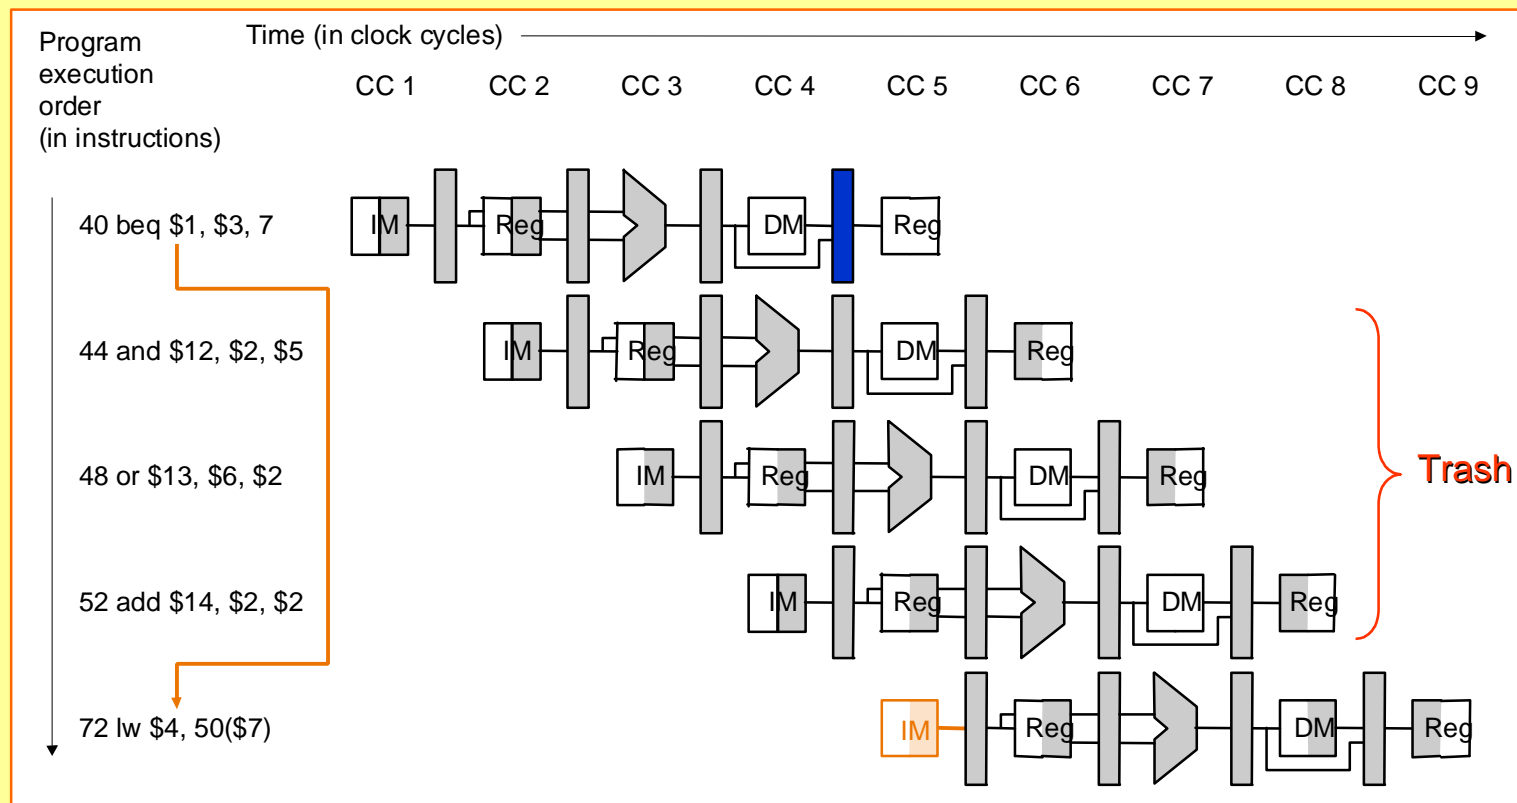 Time (in clock cycles)
Program
execution
order
(in instructions)
CC 1 CC 2 CC 3 CC 4 CC 5 CC 6 CC 7 CC 8 CC 9
40 beq $1, $3, 7 IM Reg DM Reg
44 and $12, $2, $5 IM Reg DM Reg
48 or $13, $6, $2 IM Reg DM Reg
Trash
52 add $14, $2, $2 IM Reg DM Reg
72 lw $4, 50($7) IM Reg DM Reg